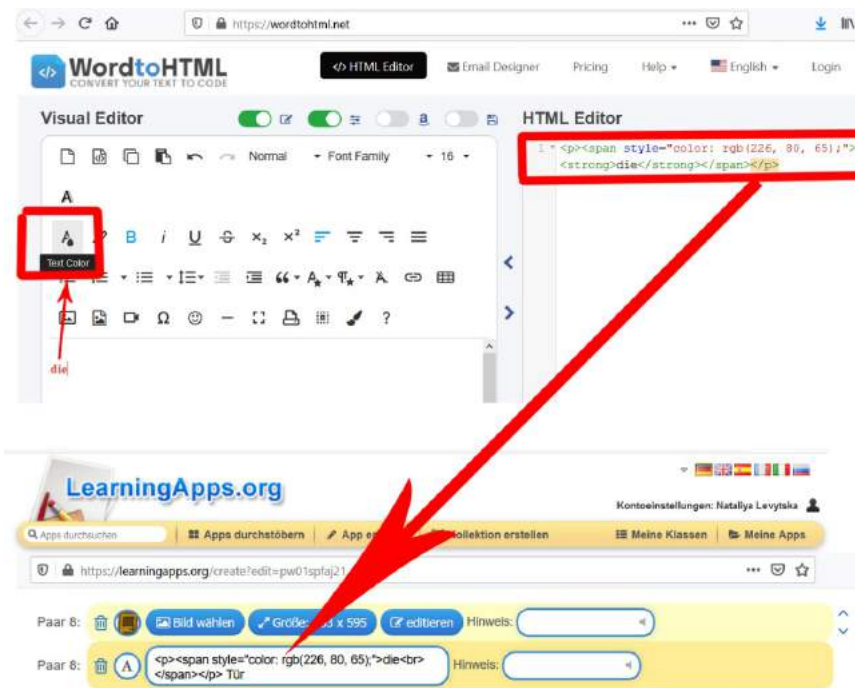 https://wordtohtml.net
WordtoHTML
CONVERT YOUR TEXT TO CODE
</> HTML Editor
Email Designer
Pricing
Help
English
Login
Visual Editor
HTML Editor
Normal
Font Family
16
1
<p><span style="color: rgb(226, 80, 65);">
<strong>die</strong></span></p>
Text Color
die
LearningApps.org
Kontoeinstellungen: Nataliya Levytska
Apps durchsuchen
Apps durchstöbern
Kollektion erstellen
Meine Klassen
Meine Apps
https://learningapps.org/create?edit=pw01spfaj21
Paar 8:
Bild wählen
x 595
editieren
Hinweis:
Paar 8:
A
<p><span style="color: rgb(226, 80, 65);">die<br>
</span></p> Tür
Hinweis: